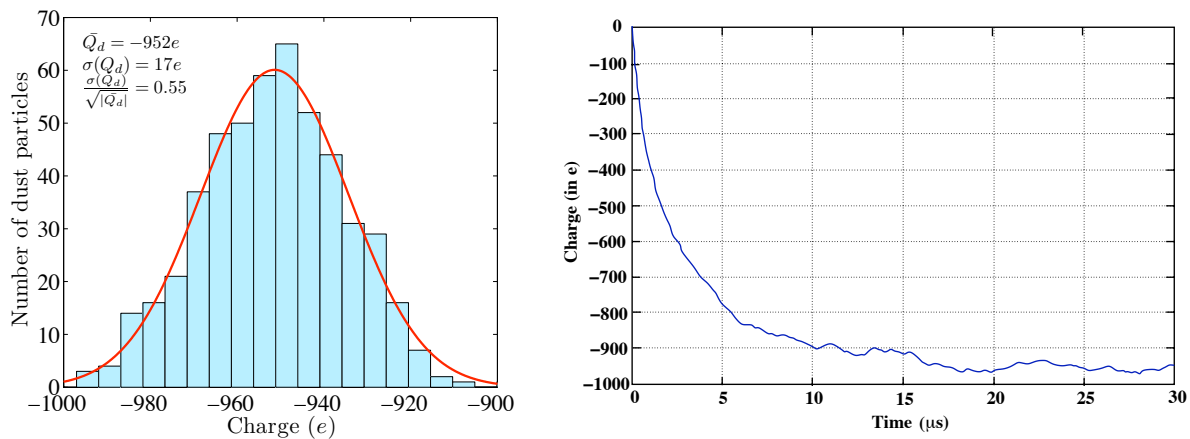 70
60
50
40
30
20
10
0
Number of dust particles
Q̄_d = −952e
σ(Q_d) = 17e
σ(Q_d)/√|Q̄_d| = 0.55
−1000 −980 −960 −940 −920 −900
Charge (e)
0
−100
−200
−300
−400
−500
−600
−700
−800
−900
−1000
Charge (in e)
0 5 10 15 20 25 30
Time (μs)